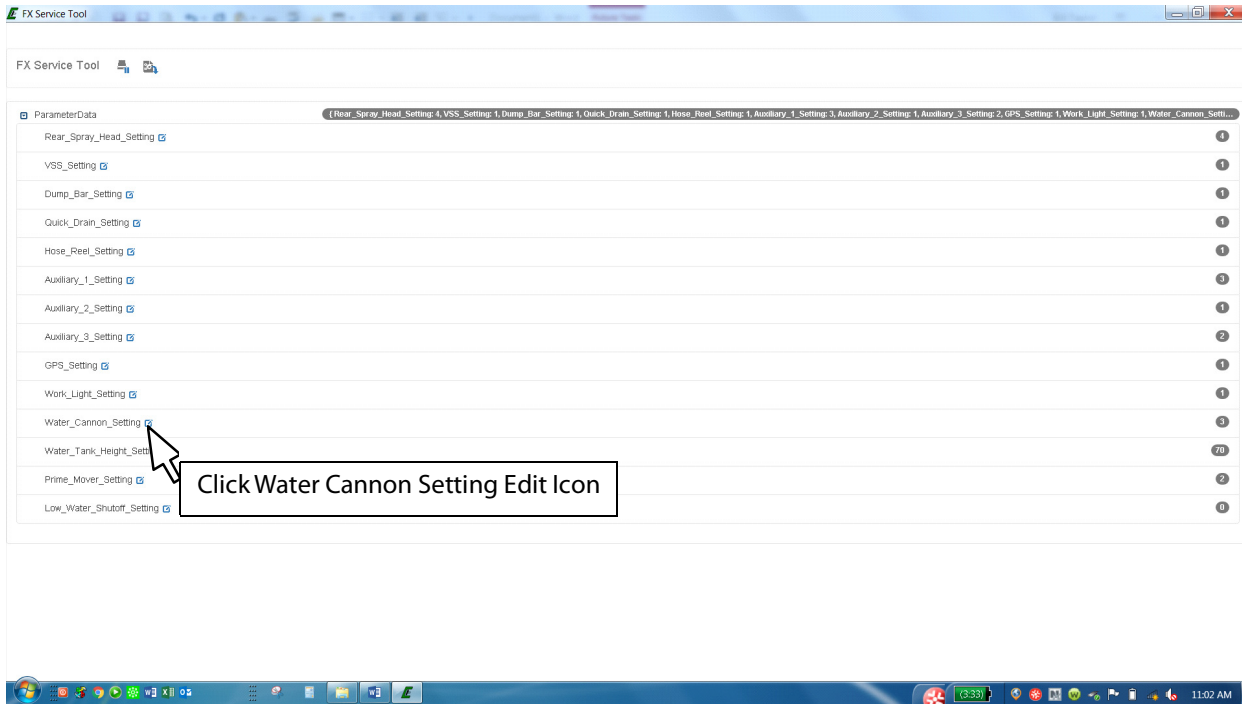 FX Service Tool
FX Service Tool
ParameterData
{Rear_Spray_Head_Setting: 4, VSS_Setting: 1, Dump_Bar_Setting: 1, Quick_Drain_Setting: 1, Hose_Reel_Setting: 1, Auxiliary_1_Setting: 3, Auxiliary_2_Setting: 1, Auxiliary_3_Setting: 2, GPS_Setting: 1, Work_Light_Setting: 1, Water_Cannon_Setti...
Rear_Spray_Head_Setting 4
VSS_Setting 1
Dump_Bar_Setting 1
Quick_Drain_Setting 1
Hose_Reel_Setting 1
Auxiliary_1_Setting 3
Auxiliary_2_Setting 1
Auxiliary_3_Setting 2
GPS_Setting 1
Work_Light_Setting 1
Water_Cannon_Setting 3
Water_Tank_Height_Sett 70
Prime_Mover_Setting 2
Low_Water_Shutoff_Setting 0
Click Water Cannon Setting Edit Icon
(3:33)
11:02 AM